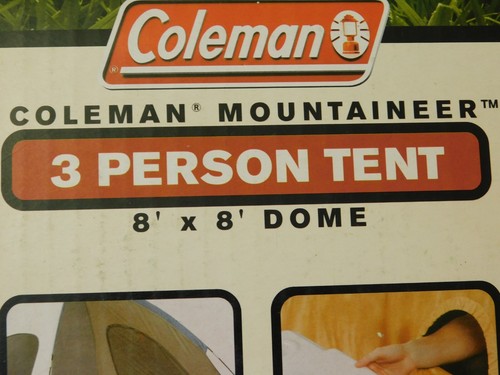 Coleman ®
COLEMAN® MOUNTAINEER™
3 PERSON TENT
8' x 8' DOME